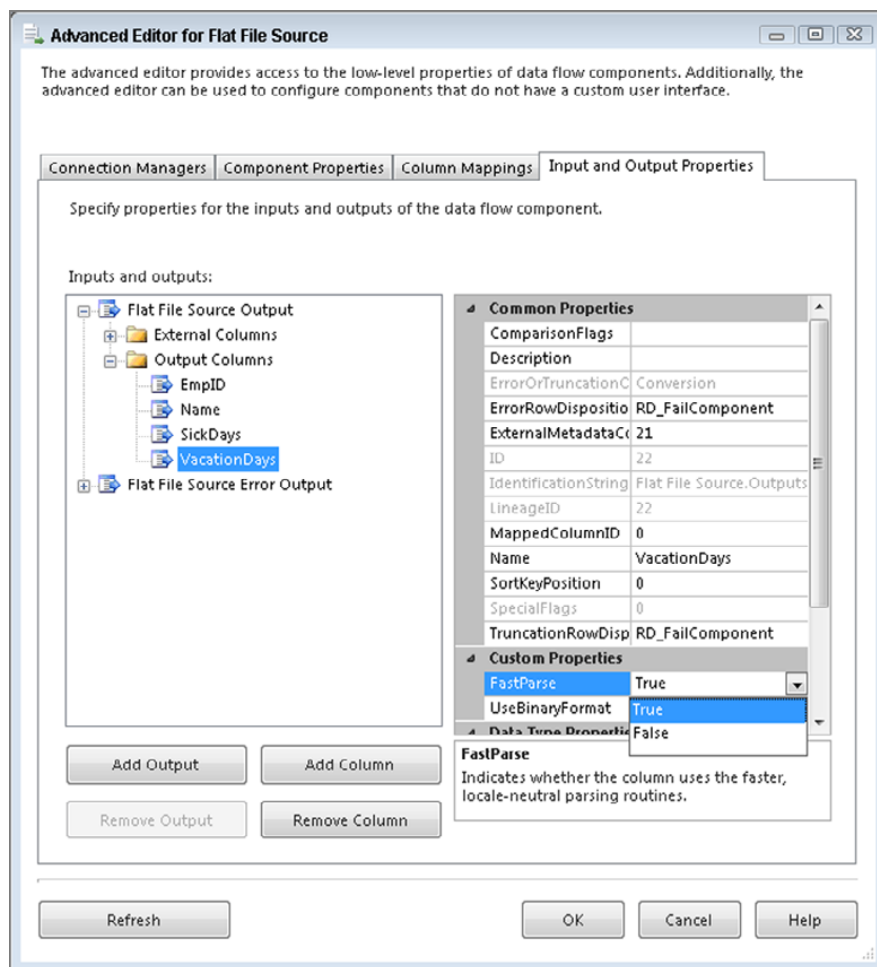 Advanced Editor for Flat File Source
The advanced editor provides access to the low-level properties of data flow components. Additionally, the
advanced editor can be used to configure components that do not have a custom user interface.
Connection Managers Component Properties Column Mappings Input and Output Properties
Specify properties for the inputs and outputs of the data flow component.
Inputs and outputs:
Flat File Source Output
External Columns
Output Columns
EmpID
Name
SickDays
VacationDays
Flat File Source Error Output
Common Properties
ComparisonFlags
Description
ErrorOrTruncationC Conversion
ErrorRowDispositio RD_FailComponent
ExternalMetadataCo 21
ID 22
IdentificationString Flat File Source.Outputs
LineageID 22
MappedColumnID 0
Name VacationDays
SortKeyPosition 0
SpecialFlags 0
TruncationRowDisp RD_FailComponent
Custom Properties
FastParse True
UseBinaryFormat True
False
Data Type Propertie
FastParse
Indicates whether the column uses the faster,
locale-neutral parsing routines.
Add Output Add Column
Remove Output Remove Column
Refresh OK Cancel Help